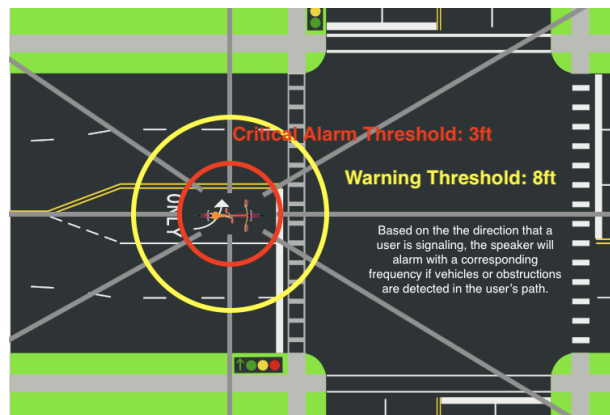 Critical Alarm Threshold: 3ft
Warning Threshold: 8ft
ONLY
Based on the the direction that a
user is signaling, the speaker will
alarm with a corresponding
frequency if vehicles or obstructions
are detected in the user's path.